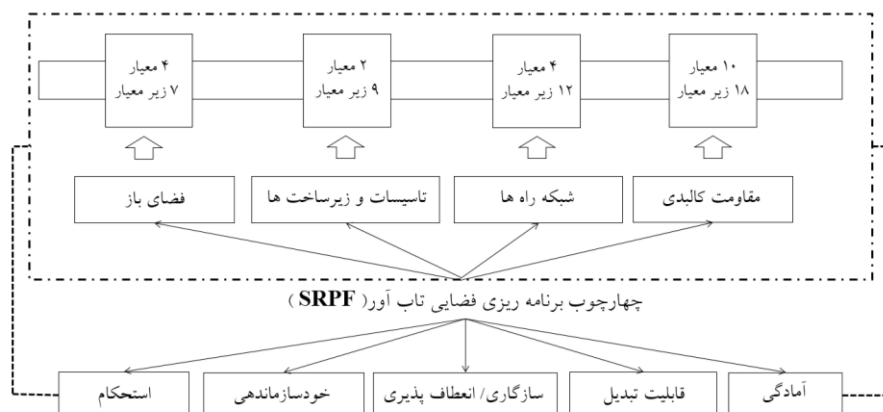 ۱۰ معیار
۱۸ زیر معیار
۴ معیار
۱۲ زیر معیار
۲ معیار
۹ زیر معیار
۴ معیار
۷ زیر معیار
مقاومت کالبدی
شبکه راه ها
تاسیسات و زیرساخت ها
فضای باز
چهارچوب برنامه ریزی فضایی تاب آور( SRPF )
آمادگی
قابلیت تبدیل
سازگاری/ انعطاف پذیری
خودسازماندهی
استحکام